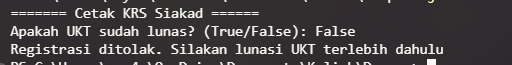 ======= Cetak KRS Siakad ======
Apakah UKT sudah lunas? (True/False): False
Registrasi ditolak. Silakan lunasi UKT terlebih dahulu